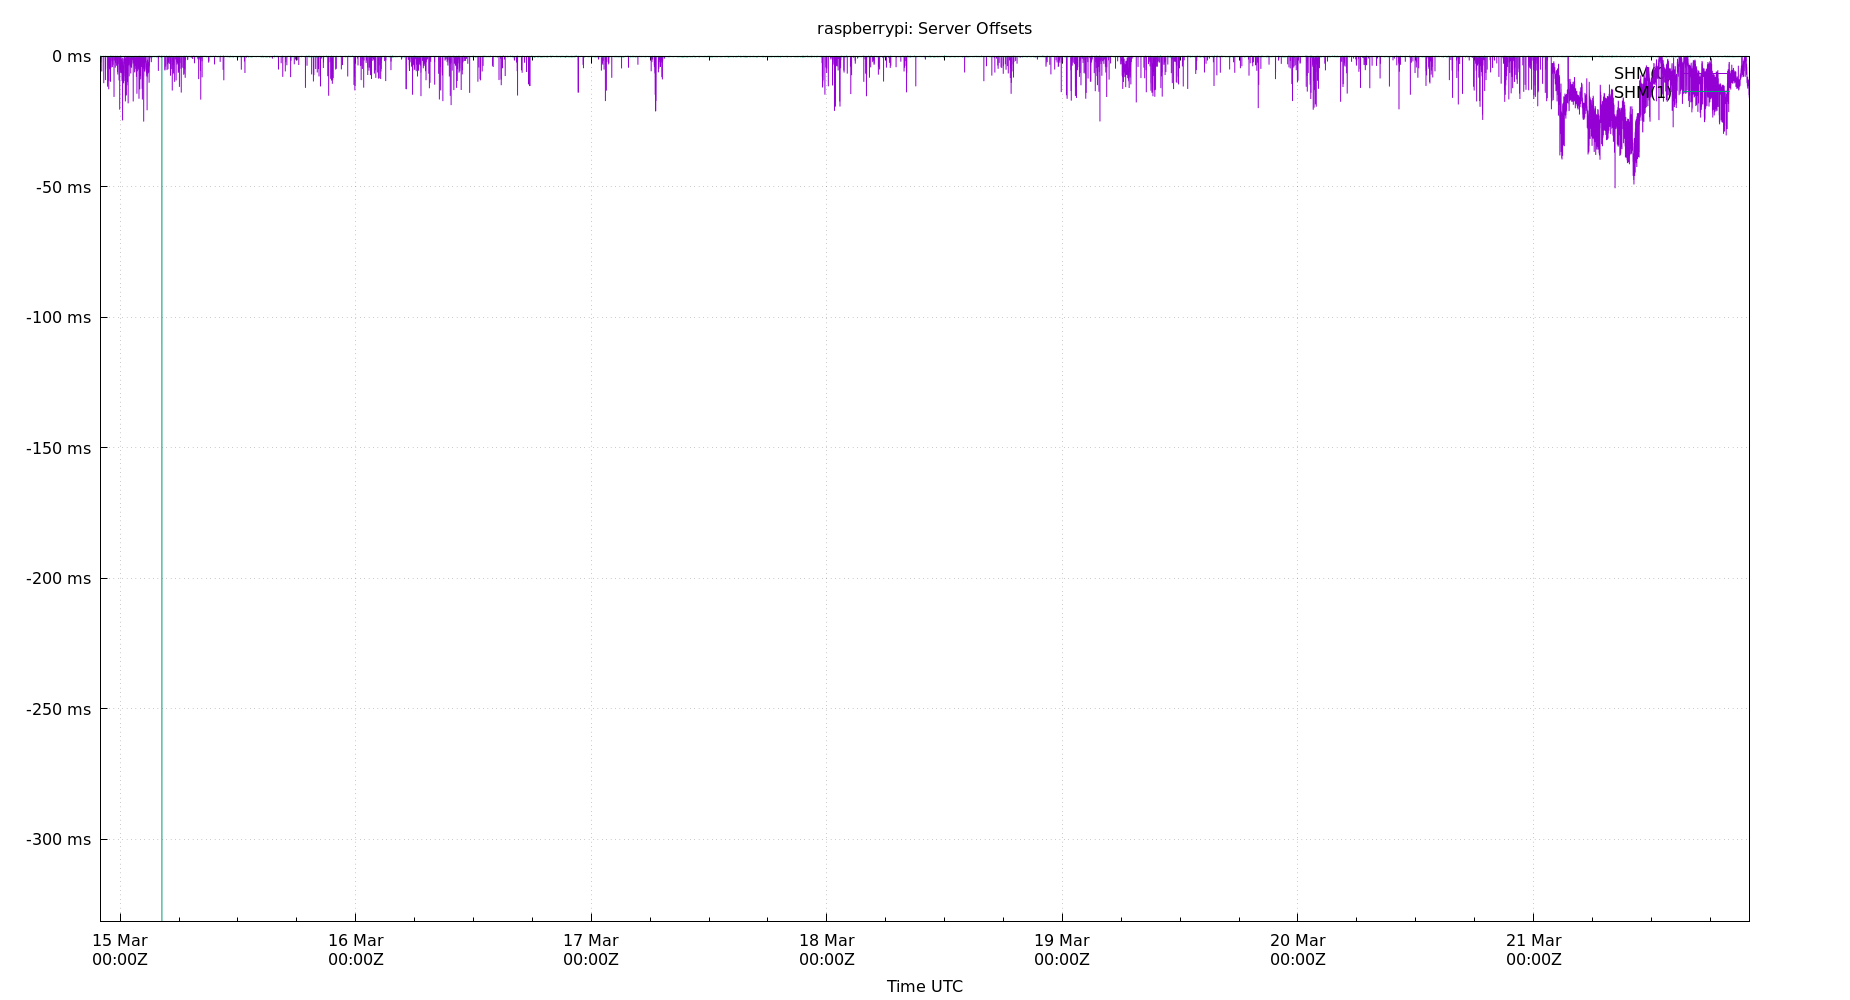 raspberrypi: Server Offsets
0 ms
SHM(
SHM(1)
-50 ms
-100 ms
-150 ms
-200 ms
-250 ms
-300 ms
15 Mar 16 Mar 17 Mar 18 Mar 19 Mar 20 Mar 21 Mar
00:00Z 00:00Z 00:00Z 00:00Z 00:00Z 00:00Z 00:00Z
Time UTC